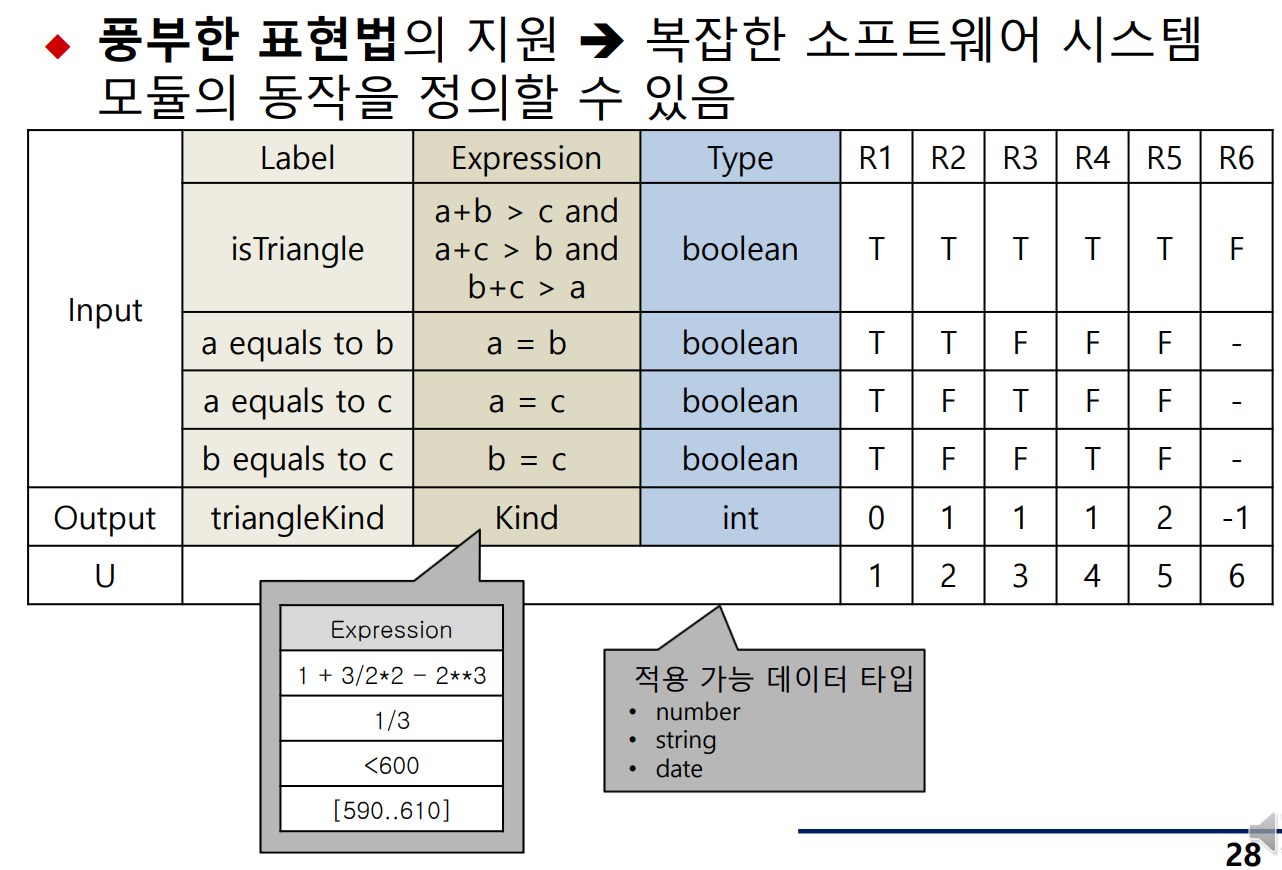 ◆ 풍부한 표현법의 지원 ➔ 복잡한 소프트웨어 시스템
모듈의 동작을 정의할 수 있음
Label Expression Type R1 R2 R3 R4 R5 R6
Input
isTriangle
a+b > c and
a+c > b and
b+c > a
boolean T T T T T F
a equals to b a = b boolean T T F F F -
a equals to c a = c boolean T F T F F -
b equals to c b = c boolean T F F T F -
Output triangleKind Kind int 0 1 1 1 2 -1
U 1 2 3 4 5 6
Expression
1 + 3/2*2 − 2**3
1/3
<600
[590..610]
적용 가능 데이터 타입
• number
• string
• date
28